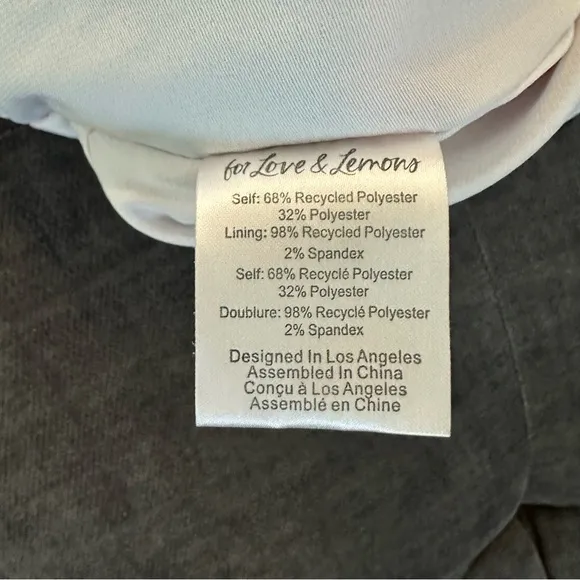 for Love & Lemons
Self: 68% Recycled Polyester
32% Polyester
Lining: 98% Recycled Polyester
2% Spandex
Self: 68% Recyclé Polyester
32% Polyester
Doublure: 98% Recyclé Polyester
2% Spandex
Designed In Los Angeles
Assembled In China
Conçu à Los Angeles
Assemblé en Chine